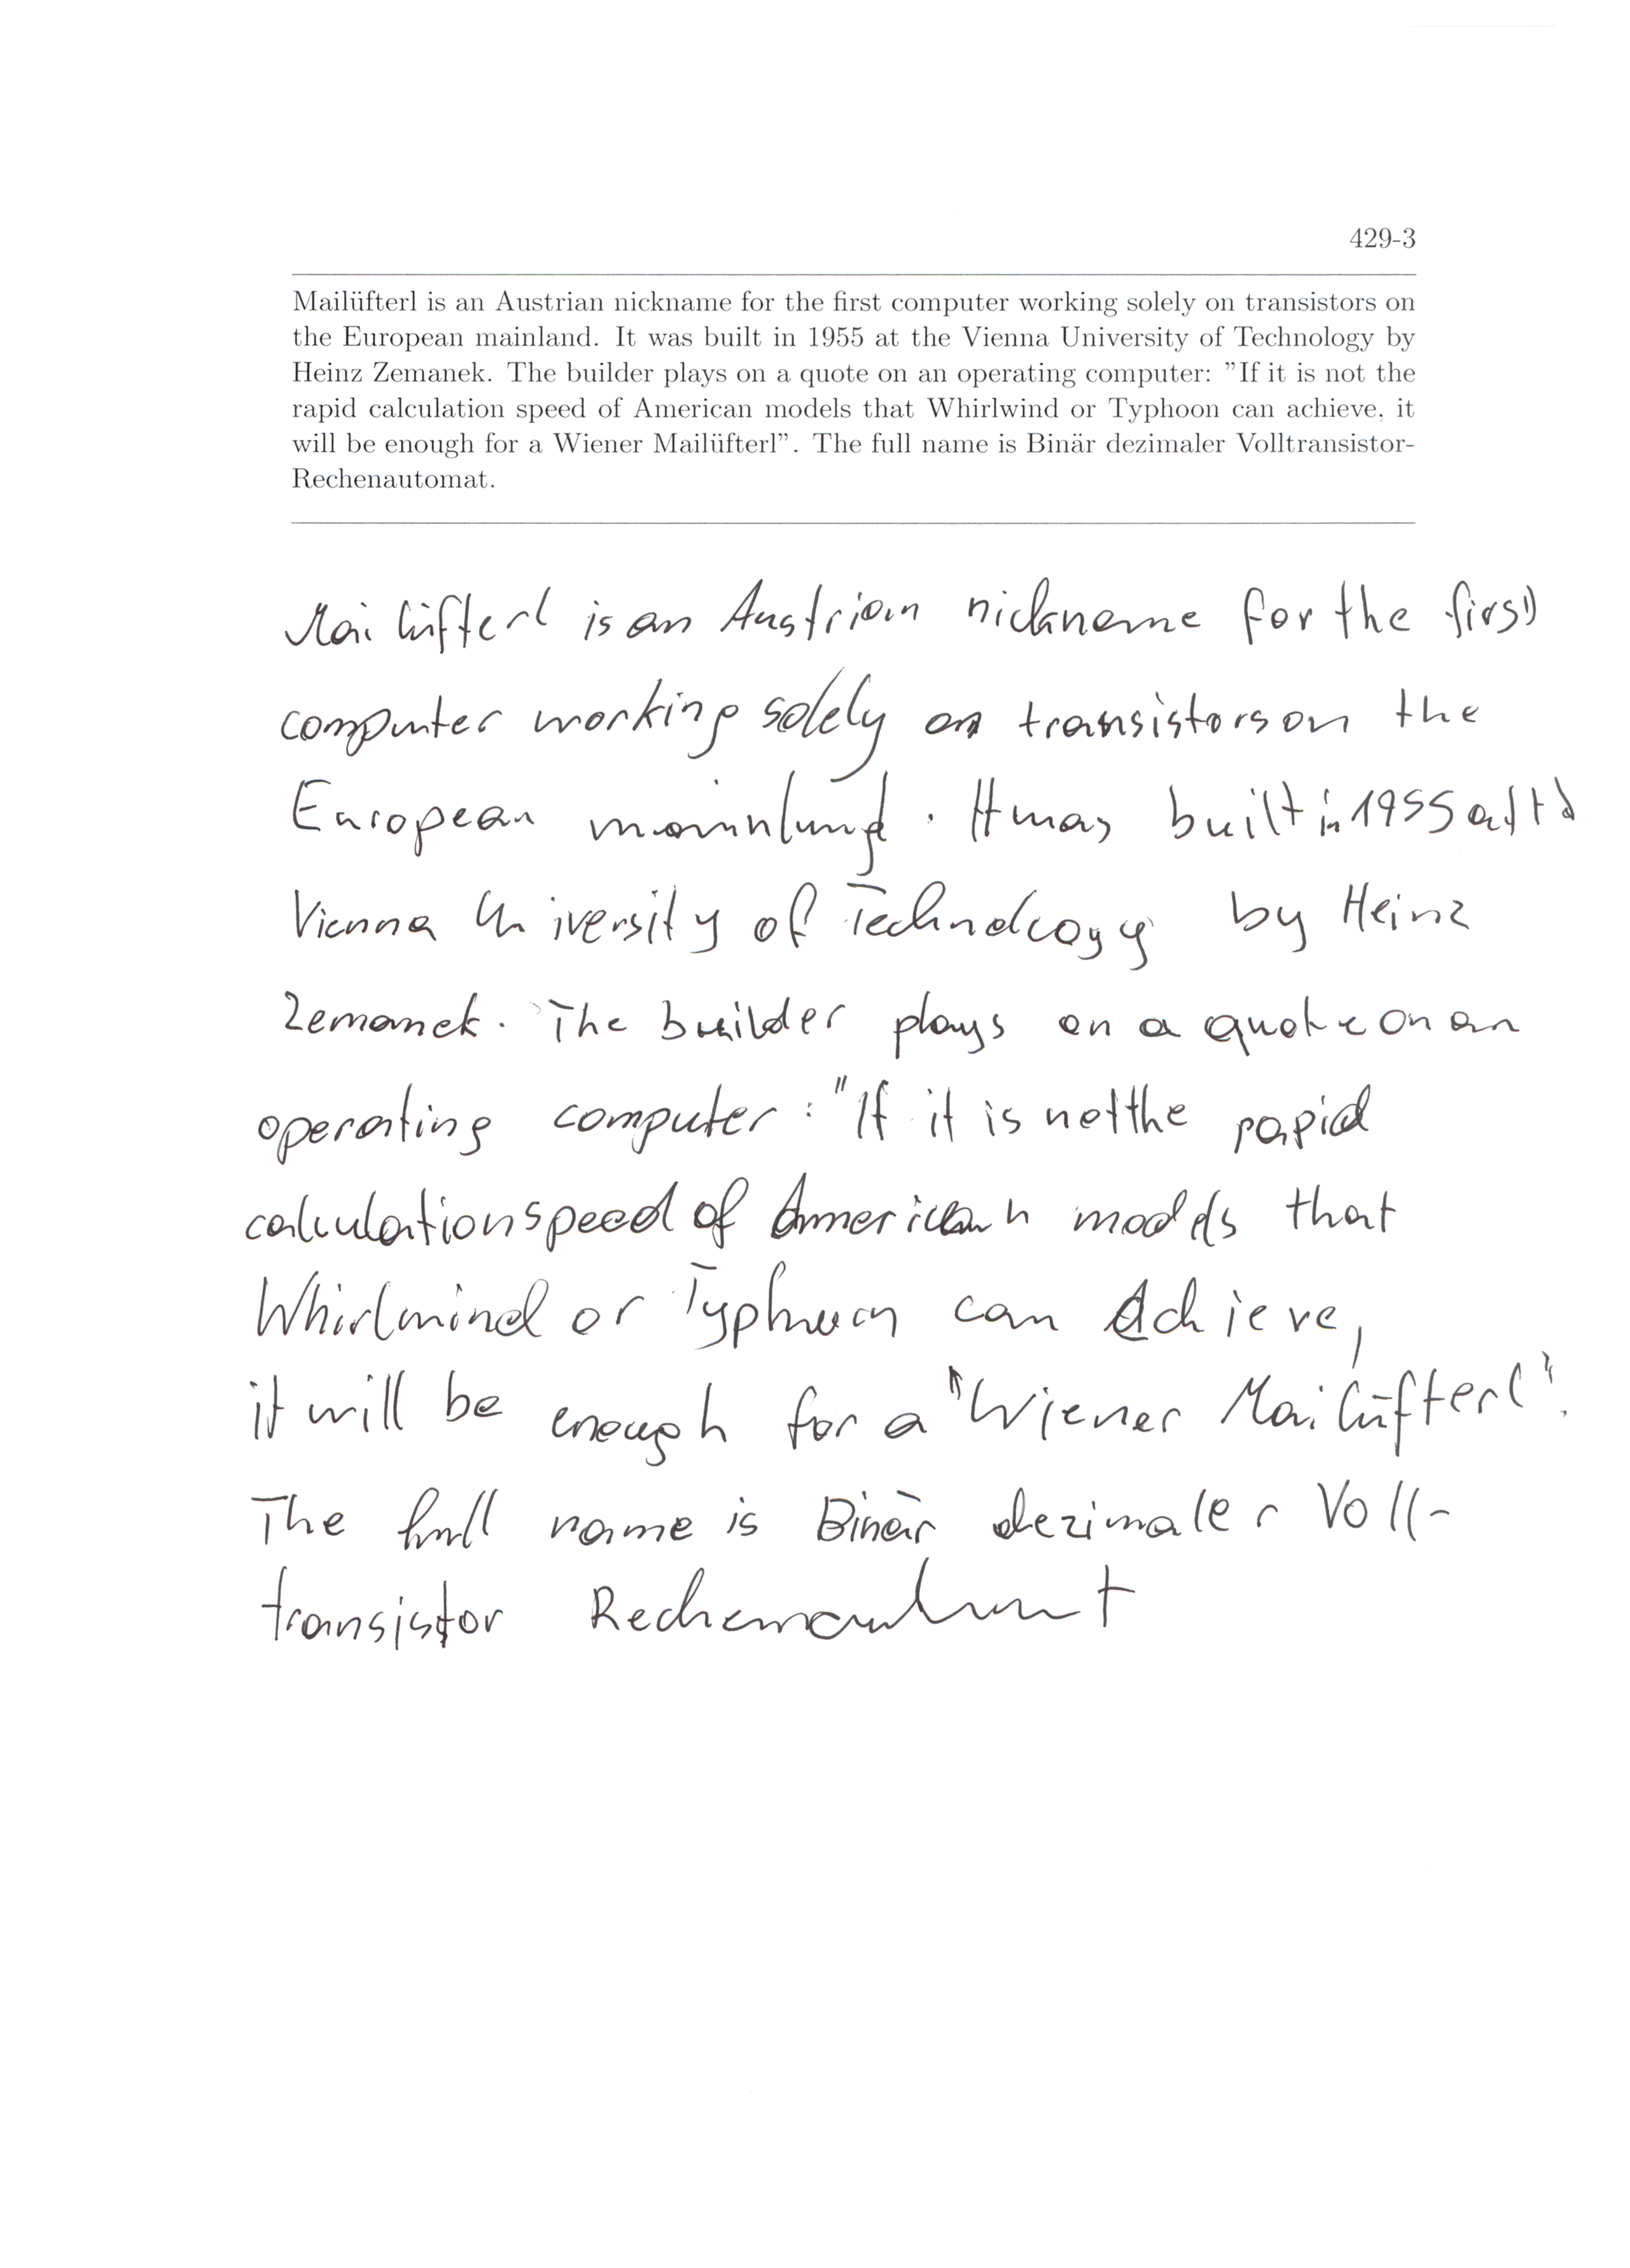 429-3
Mailüfterl is an Austrian nickname for the first computer working solely on transistors on
the European mainland. It was built in 1955 at the Vienna University of Technology by
Heinz Zemanek. The builder plays on a quote on an operating computer: "If it is not the
rapid calculation speed of American models that Whirlwind or Typhoon can achieve, it
will be enough for a Wiener Mailüfterl". The full name is Binär dezimaler Volltransistor-
Rechenautomat.
Mailüfterl is an Austrian nickname for the first
computer working solely on transistors on the
European mainland. It was built in 1955 at the
Vienna University of Technology by Heinz
Zemanek. The builder plays on a quote on an
operating computer: "If it is not the rapid
calculation speed of American models that
Whirlwind or Typhoon can achieve,
it will be enough for a "Wiener Mailüfterl".
The full name is Binär dezimaler Voll-
transistor